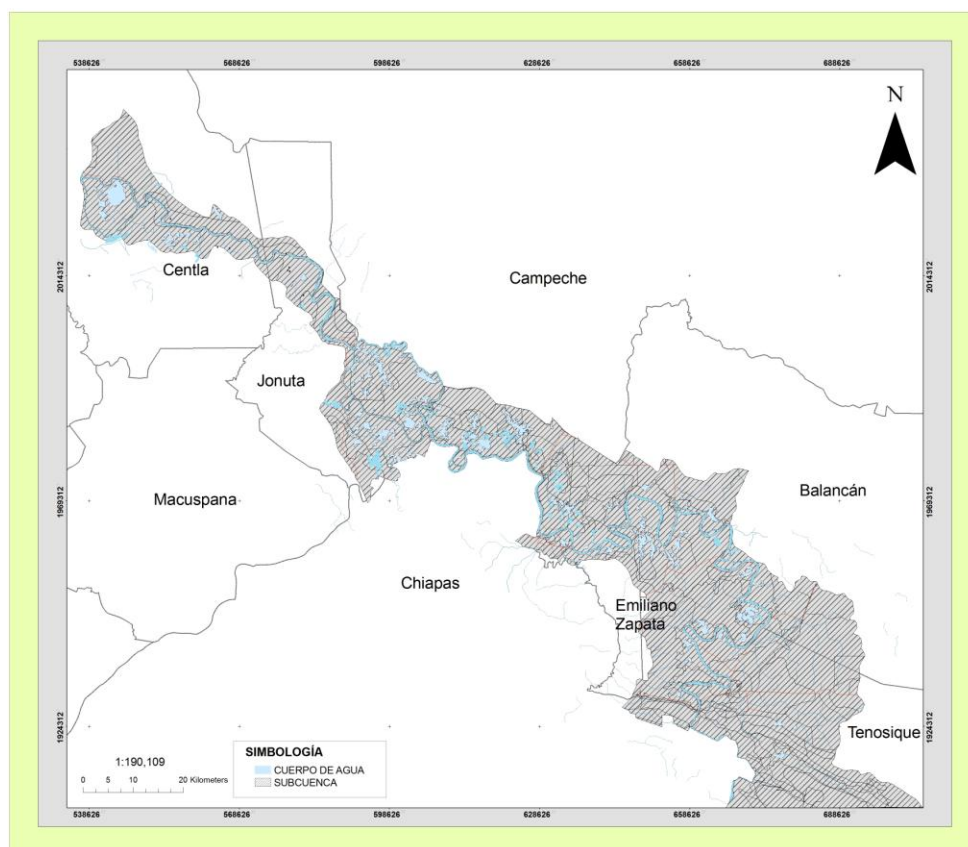 538626 568626 598626 628626 658626 688626
N
2014312 2014312
Centla
Campeche
Jonuta
Macuspana
1969312 1969312
Balancán
Chiapas
Emiliano
Zapata
1924312 1924312
Tenosique
1:190,109
0 5 10 20 Kilometers
SIMBOLOGÍA
CUERPO DE AGUA
SUBCUENCA
538626 568626 598626 628626 658626 688626